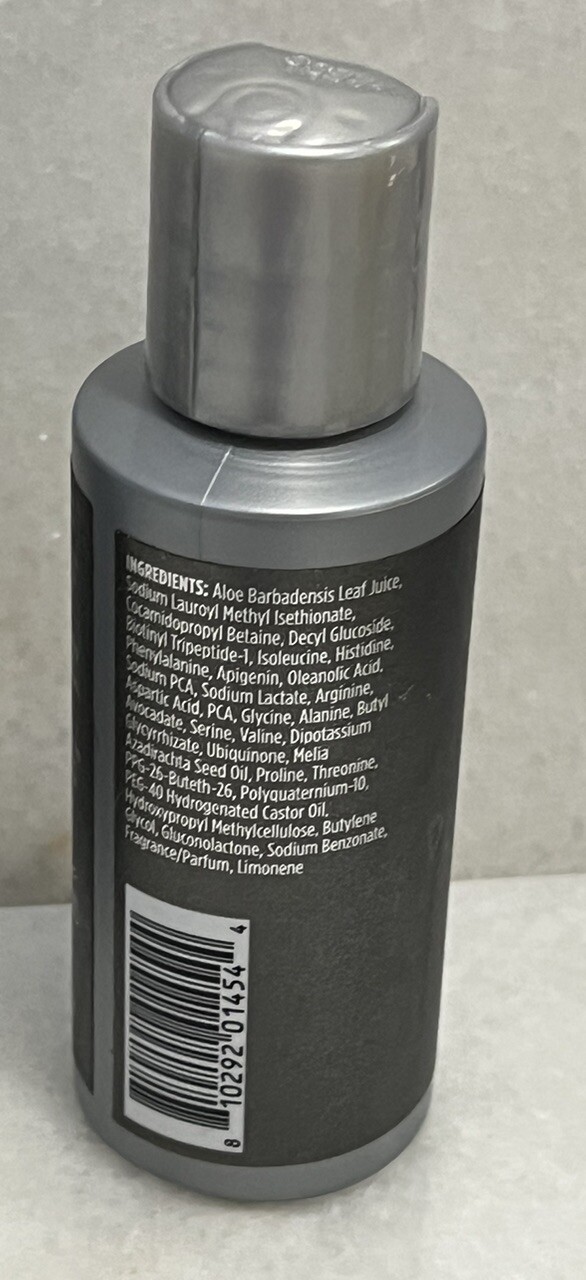 INGREDIENTS: Aloe Barbadensis Leaf Juice,
Sodium Lauroyl Methyl Isethionate,
Cocamidopropyl Betaine, Decyl Glucoside,
Biotinyl Tripeptide-1, Isoleucine, Histidine,
Phenylalanine, Apigenin, Oleanolic Acid,
Sodium PCA, Sodium Lactate, Arginine,
Aspartic Acid, PCA, Glycine, Alanine, Butyl
Avocadate, Serine, Valine, Dipotassium
Glycyrrhizate, Ubiquinone, Melia
Azadirachta Seed Oil, Proline, Threonine,
PPG-26-Buteth-26, Polyquaternium-10,
PEG-40 Hydrogenated Castor Oil,
Hydroxypropyl Methylcellulose, Butylene
Glycol, Gluconolactone, Sodium Benzonate,
Fragrance/Parfum, Limonene
8 10292 01454 4